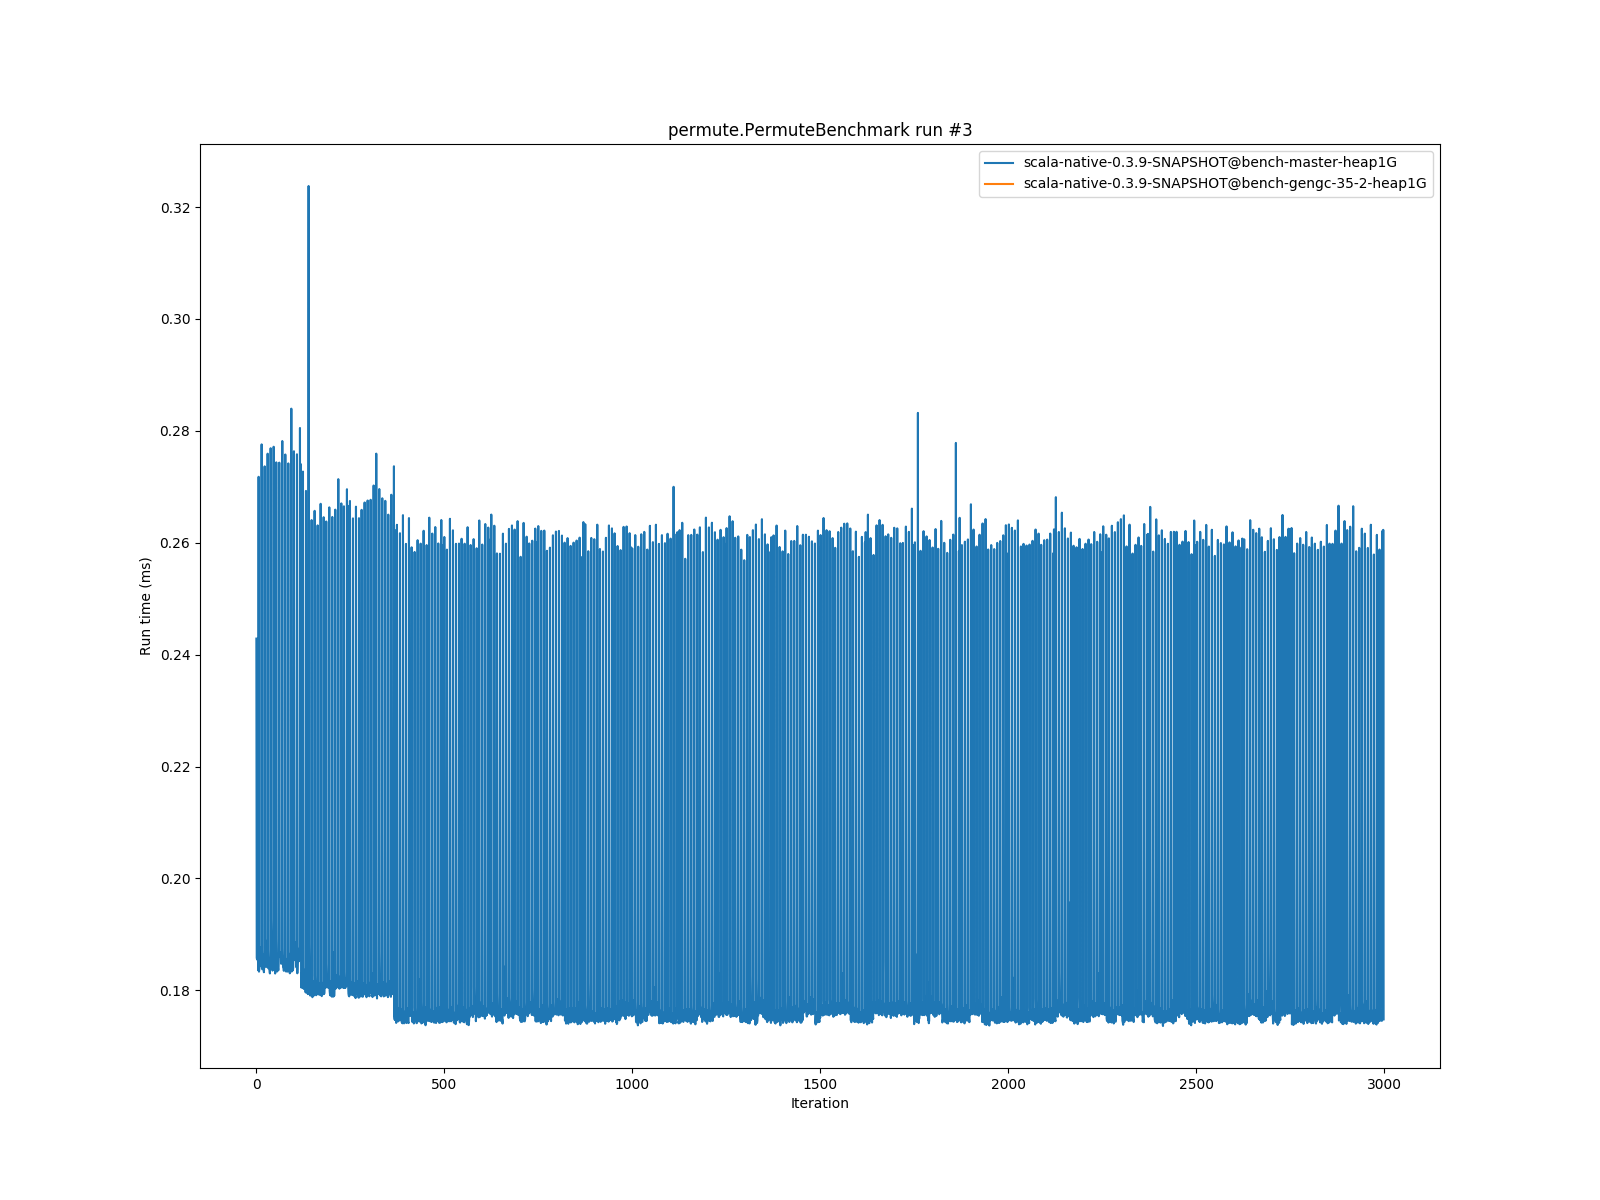 permute.PermuteBenchmark run #3
scala-native-0.3.9-SNAPSHOT@bench-master-heap1G
scala-native-0.3.9-SNAPSHOT@bench-gengc-35-2-heap1G
Run time (ms)
0.32
0.30
0.28
0.26
0.24
0.22
0.20
0.18
0 500 1000 1500 2000 2500 3000
Iteration